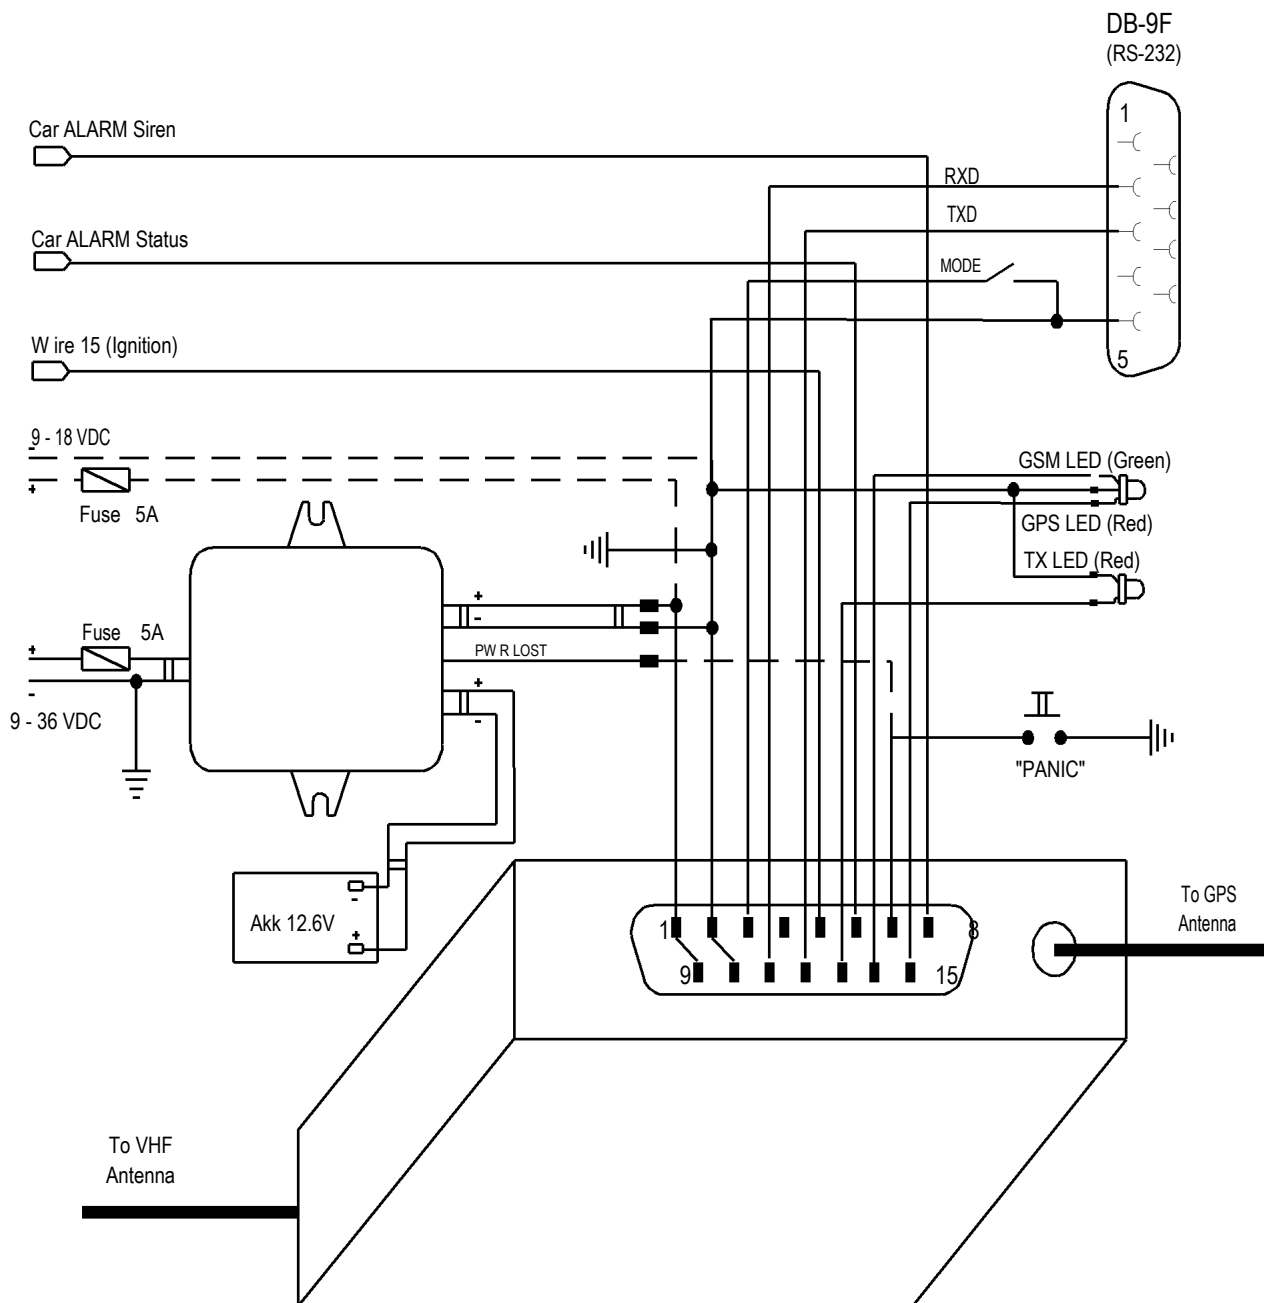 DB-9F
(RS-232)
1
Car ALARM Siren
RXD
TXD
Car ALARM Status
MODE
W ire 15 (Ignition)
5
9 - 18 VDC
-
+
Fuse 5A
GSM LED (Green)
GPS LED (Red)
TX LED (Red)
+
-
Fuse 5A
+
-
9 - 36 VDC
PW R LOST
+
-
"PANIC"
Akk 12.6V
-
+
1
8
9
15
To GPS
Antenna
To VHF
Antenna